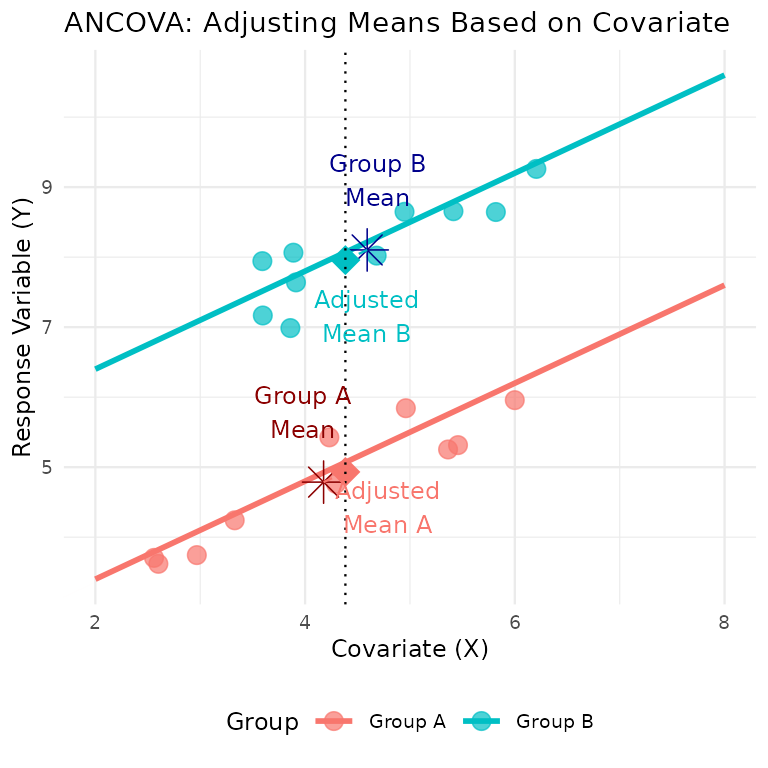 ANCOVA: Adjusting Means Based on Covariate
Response Variable (Y)
9
7
5
Group B
Mean
Adjusted
Mean B
Group A
Mean
Adjusted
Mean A
2 4 6 8
Covariate (X)
Group Group A Group B